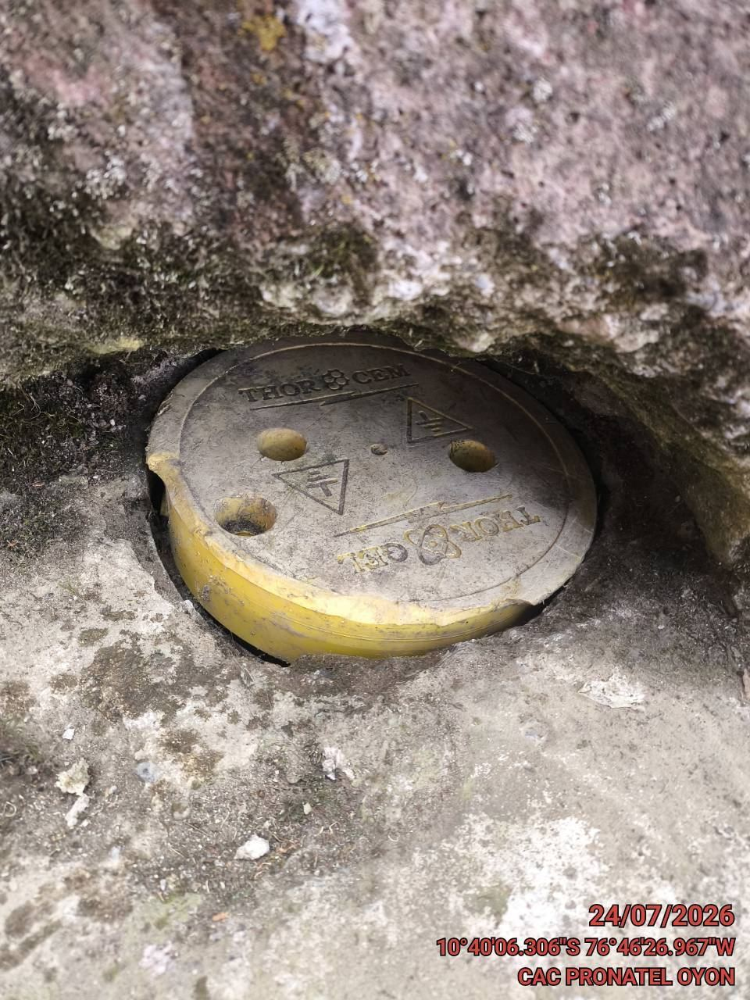 THOR CEM
THOR GEL
24/07/2026
10°40'06.306"S 76°46'26.967"W
CAC PRONATEL OYON